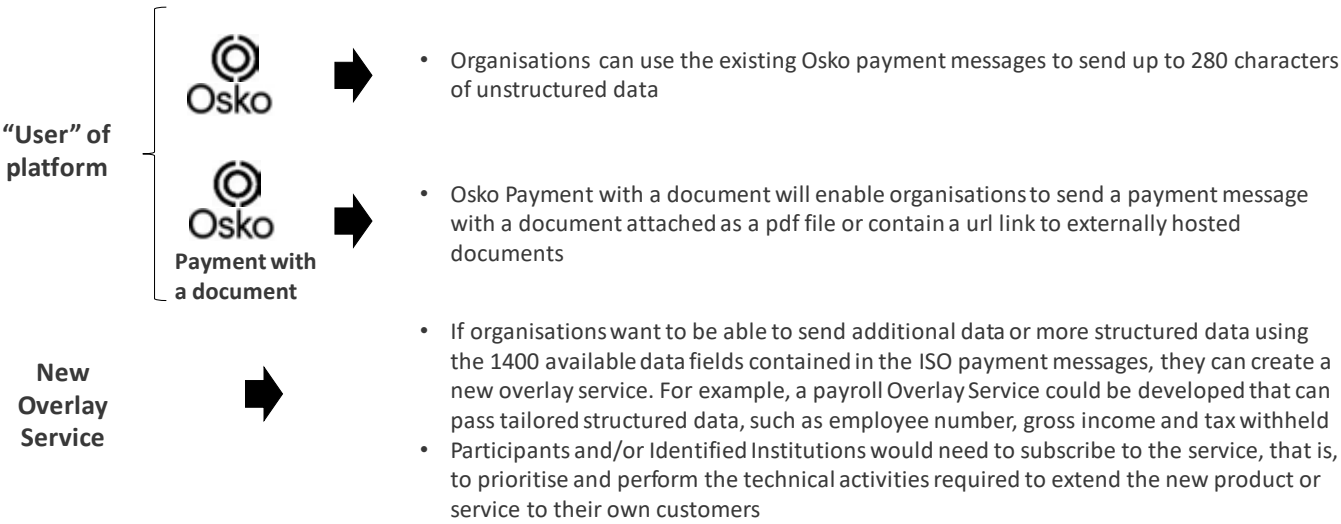 “User” of
platform
Osko
• Organisations can use the existing Osko payment messages to send up to 280 characters
of unstructured data
Osko
Payment with
a document
• Osko Payment with a document will enable organisations to send a payment message
with a document attached as a pdf file or contain a url link to externally hosted
documents
New
Overlay
Service
• If organisations want to be able to send additional data or more structured data using
the 1400 available data fields contained in the ISO payment messages, they can create a
new overlay service. For example, a payroll Overlay Service could be developed that can
pass tailored structured data, such as employee number, gross income and tax withheld
• Participants and/or Identified Institutions would need to subscribe to the service, that is,
to prioritise and perform the technical activities required to extend the new product or
service to their own customers